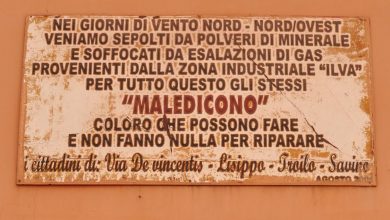 NEI GIORNI DI VENTO NORD - NORD/OVEST
VENIAMO SEPOLTI DA POLVERI DI MINERALE
E SOFFOCATI DA ESALAZIONI DI GAS
PROVENIENTI DALLA ZONA INDUSTRIALE "ILVA"
PER TUTTO QUESTO GLI STESSI
"MALEDICONO"
COLORO CHE POSSONO FARE
E NON FANNO NULLA PER RIPARARE
i cittadini di: Via De vincentis - Lisippo - Troilo - Savino
AGOSTO